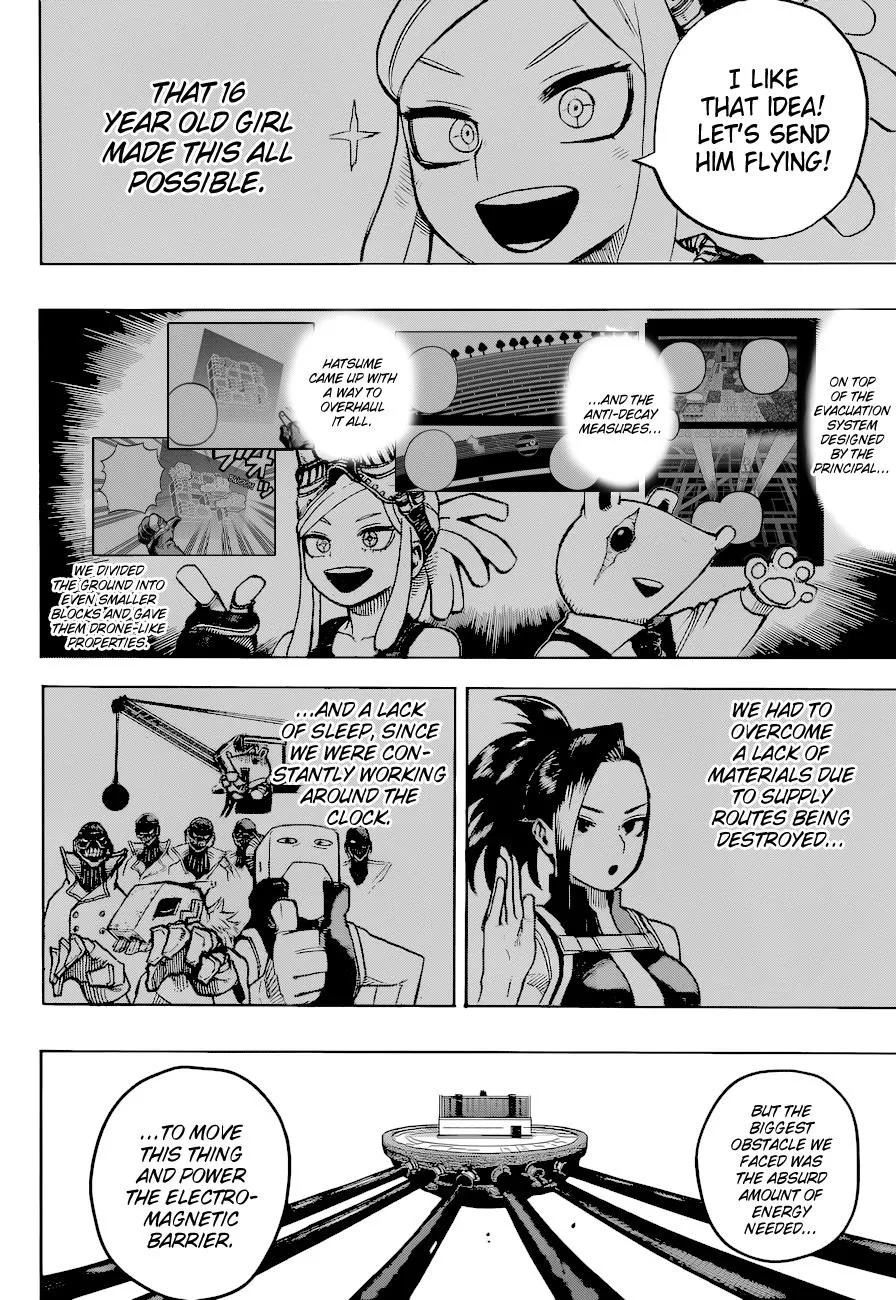 I LIKE
THAT IDEA!
LET'S SEND
HIM FLYING!
THAT 16
YEAR OLD GIRL
MADE THIS ALL
POSSIBLE.
ON TOP
OF THE
EVACUATION
SYSTEM
DESIGNED
BY THE
PRINCIPAL...
...AND THE
ANTI-DECAY
MEASURES...
HATSUME
CAME UP WITH
A WAY TO
OVERHAUL
IT ALL.
WE DIVIDED
THE GROUND INTO
EVEN SMALLER
BLOCKS AND GAVE
THEM DRONE-LIKE
PROPERTIES.
WE HAD TO
OVERCOME
A LACK OF
MATERIALS DUE
TO SUPPLY
ROUTES BEING
DESTROYED...
...AND A LACK
OF SLEEP, SINCE
WE WERE CON-
STANTLY WORKING
AROUND THE
CLOCK.
BUT THE
BIGGEST
OBSTACLE WE
FACED WAS
THE ABSURD
AMOUNT OF
ENERGY
NEEDED...
...TO MOVE
THIS THING
AND POWER
THE ELECTRO-
MAGNETIC
BARRIER.